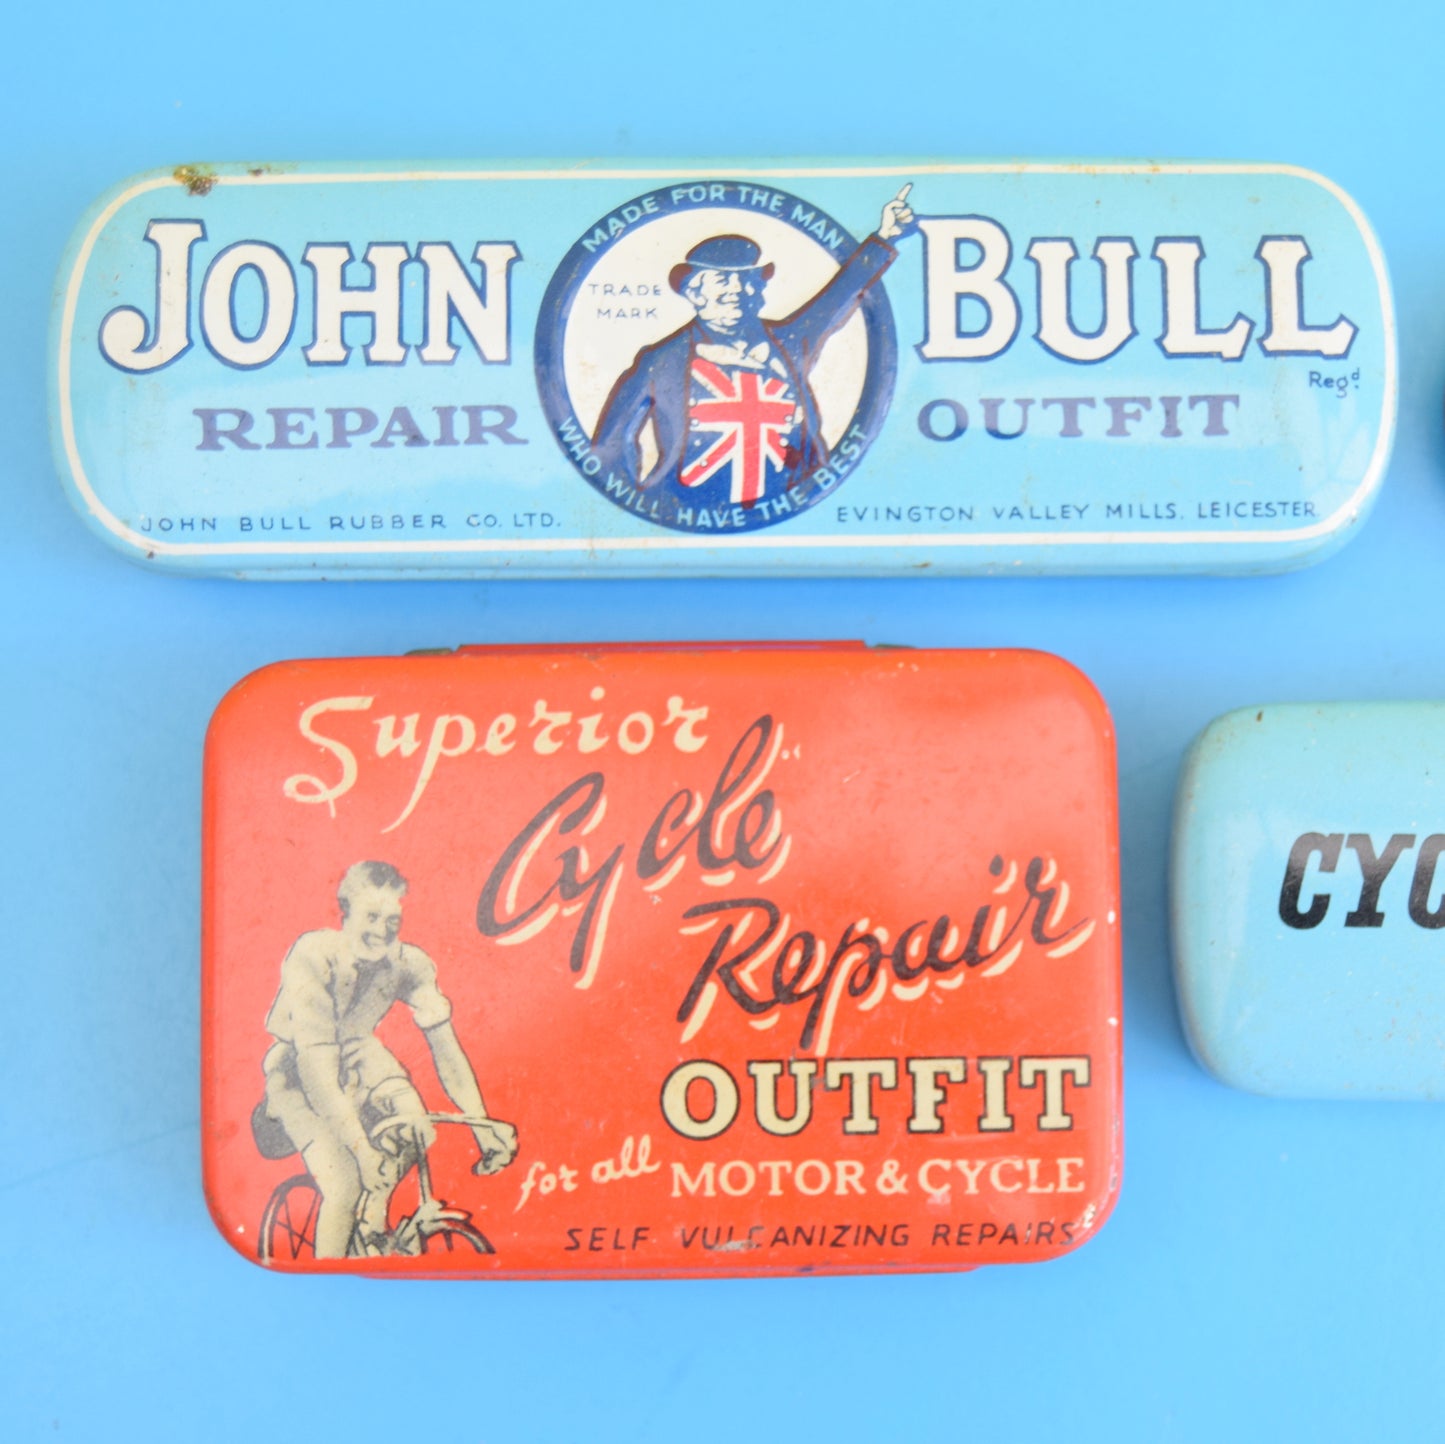 JOHN BULL
Regd.
REPAIR OUTFIT
MADE FOR THE MAN
TRADE
MARK
WHO WILL HAVE THE BEST
JOHN BULL RUBBER CO. LTD. EVINGTON VALLEY MILLS. LEICESTER
Superior
Cycle
Repair
OUTFIT
for all MOTOR & CYCLE
SELF VULCANIZING REPAIRS
CYC